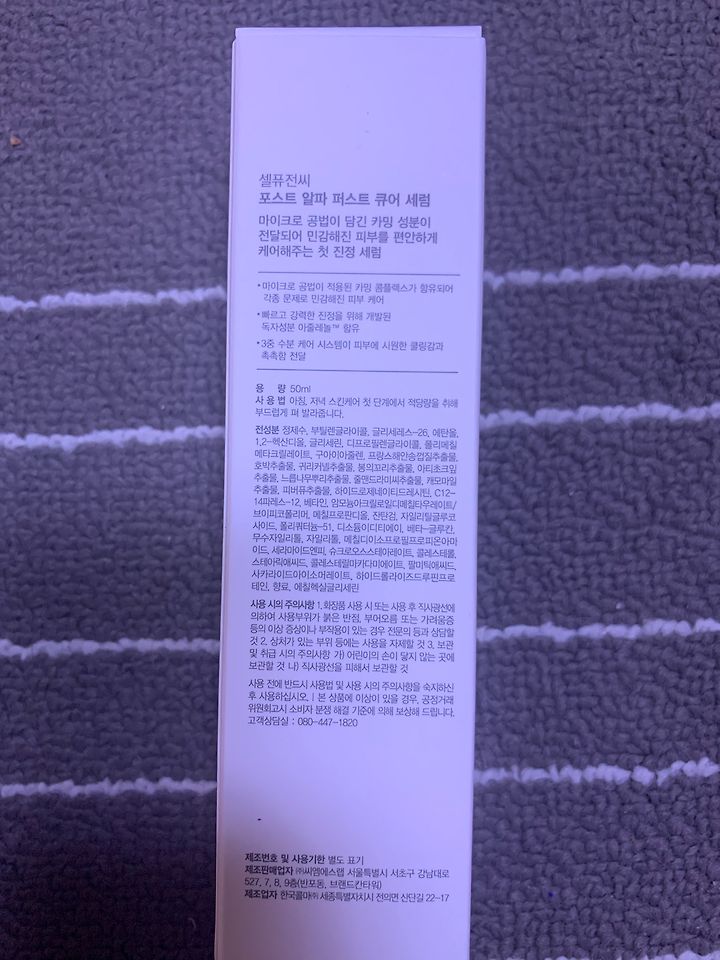 셀퓨전씨
포스트 알파 퍼스트 큐어 세럼
마이크로 공법이 담긴 카밍 성분이
전달되어 민감해진 피부를 편안하게
케어해주는 첫 진정 세럼
• 마이크로 공법이 적용된 카밍 콤플렉스가 함유되어
각종 문제로 민감해진 피부 케어
• 빠르고 강력한 진정을 위해 개발된
독자성분 아줄레놀™ 함유
• 3중 수분 케어 시스템이 피부에 시원한 쿨링감과
촉촉함 전달
용 량 50ml
사 용 법 아침, 저녁 스킨케어 첫 단계에서 적당량을 취해
부드럽게 펴 발라줍니다.
전성분 정제수, 부틸렌글라이콜, 글리세레스-26, 에탄올,
1,2-헥산디올, 글리세린, 디프로필렌글라이콜, 폴리메틸
메타크릴레이트, 구아이아줄렌, 프랑스해안송껍질추출물,
호박추출물, 귀리커넬추출물, 봉의꼬리추출물, 아티초크잎
추출물, 느릅나무뿌리추출물, 줄맨드라미씨추출물, 캐모마일
추출물, 피버퓨추출물, 하이드로제네이티드레시틴, C12-
14파레스-12, 베타인, 암모늄아크릴로일디메틸타우레이트/
브이피코폴리머, 메틸프로판디올, 잔탄검, 자일리틸글루코
사이드, 폴리쿼터늄-51, 디소듐이디티에이, 베타-글루칸,
무수자일리톨, 자일리톨, 메틸디이소프로필프로피온아마
이드, 세라마이드엔피, 슈크로오스스테아레이트, 콜레스테롤,
스테아릭애씨드, 콜레스테릴마카다미에이트, 팔미틱애씨드,
사카라이드아이소머레이트, 하이드롤라이즈드루핀프로
테인, 향료, 에칠헥실글리세린
사용 시의 주의사항 1. 화장품 사용 시 또는 사용 후 직사광선에
의하여 사용부위가 붉은 반점, 부어오름 또는 가려움증
등의 이상 증상이나 부작용이 있는 경우 전문의 등과 상담할
것 2. 상처가 있는 부위 등에는 사용을 자제할 것 3. 보관
및 취급 시의 주의사항 가) 어린이의 손이 닿지 않는 곳에
보관할 것 나) 직사광선을 피해서 보관할 것
사용 전에 반드시 사용법 및 사용 시의 주의사항을 숙지하신
후 사용하십시오. | 본 상품에 이상이 있을 경우, 공정거래
위원회고시 소비자 분쟁 해결 기준에 의해 보상해 드립니다.
고객상담실 : 080-447-1820
제조번호 및 사용기한 별도 표기
제조판매업자 ㈜씨엠에스랩 서울특별시 서초구 강남대로
527, 7, 8, 9층(반포동, 브랜드칸타워)
제조업자 한국콜마㈜ 세종특별자치시 전의면 산단길 22-17